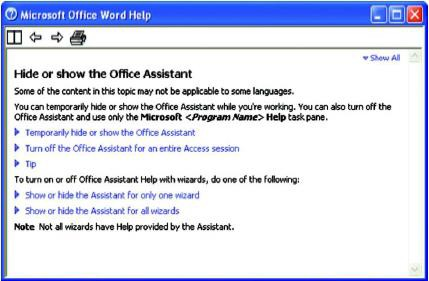 Microsoft Office Word Help
Show All
Hide or show the Office Assistant
Some of the content in this topic may not be applicable to some languages.
You can temporarily hide or show the Office Assistant while you're working. You can also turn off the
Office Assistant and use only the Microsoft <Program Name> Help task pane.
Temporarily hide or show the Office Assistant
Turn off the Office Assistant for an entire Access session
Tip
To turn on or off Office Assistant Help with wizards, do one of the following:
Show or hide the Assistant for only one wizard
Show or hide the Assistant for all wizards
Note Not all wizards have Help provided by the Assistant.